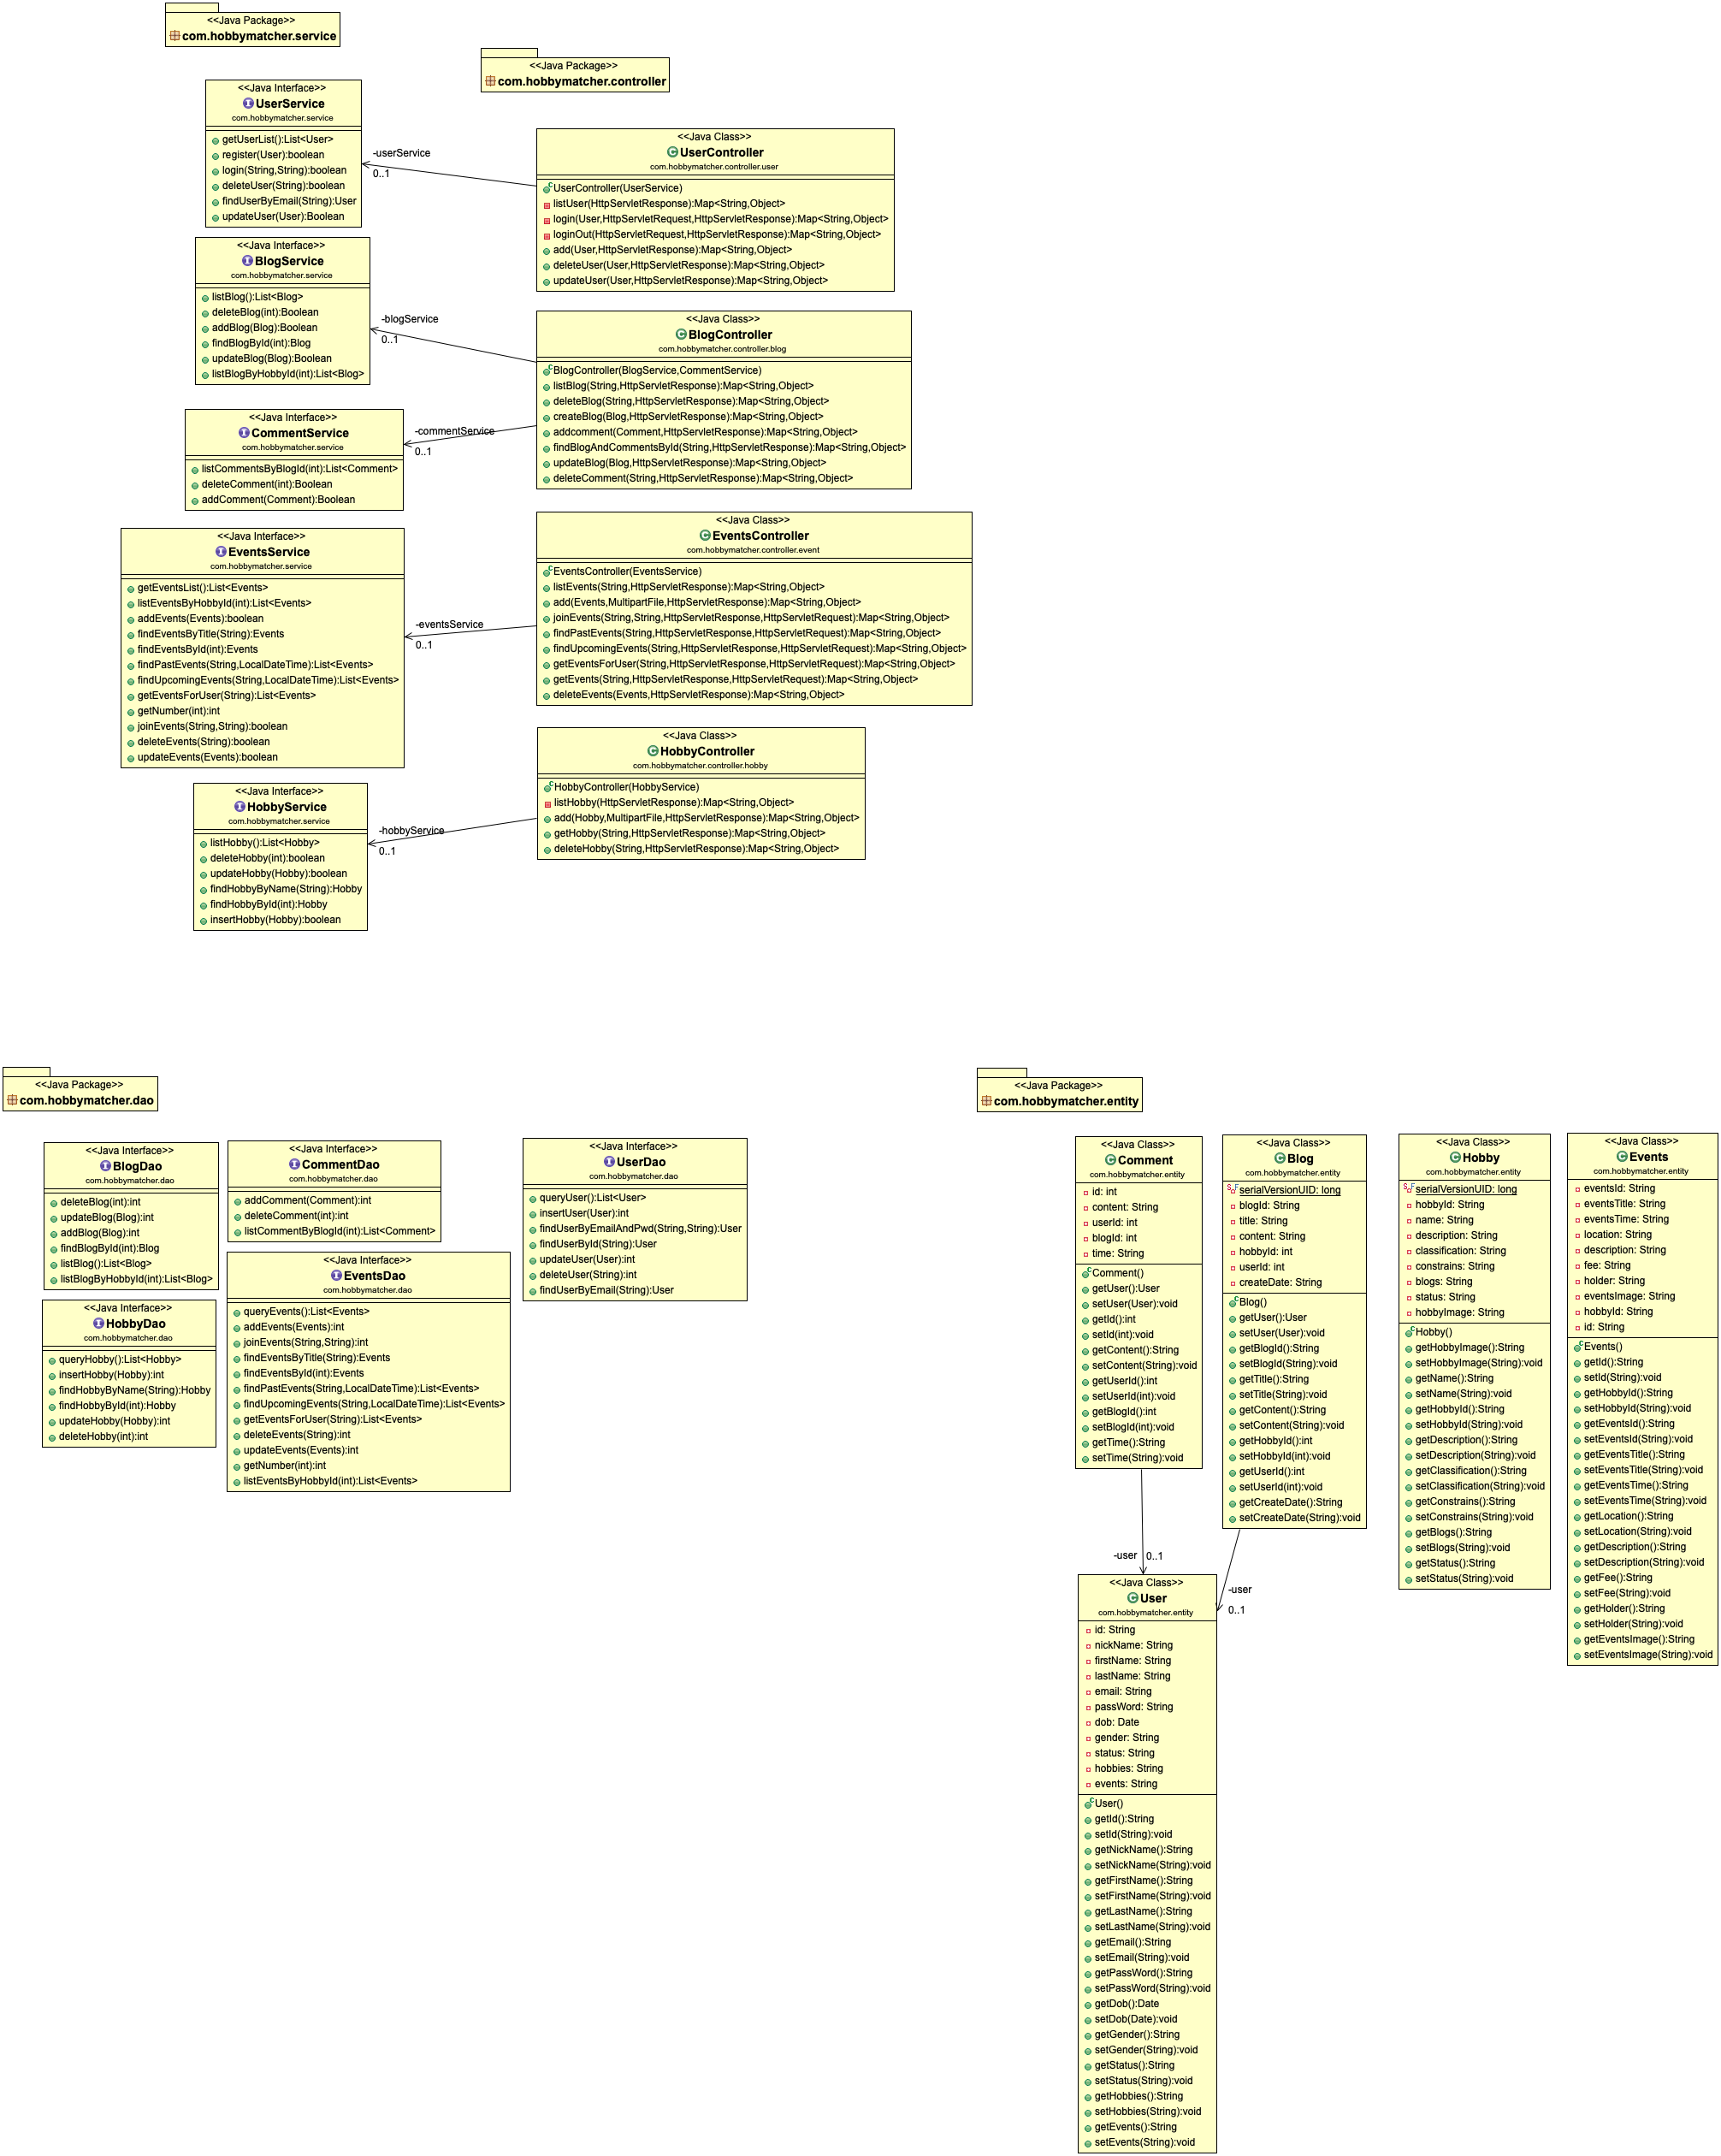 <<Java Package>>
com.hobbymatcher.service
<<Java Package>>
com.hobbymatcher.controller
<<Java Interface>>
UserService
com.hobbymatcher.service
getUserList():List<User>
register(User):boolean
login(String,String):boolean
deleteUser(String):boolean
findUserByEmail(String):User
updateUser(User):Boolean
-userService
0..1
<<Java Class>>
UserController
com.hobbymatcher.controller.user
UserController(UserService)
listUser(HttpServletResponse):Map<String,Object>
login(User,HttpServletRequest,HttpServletResponse):Map<String,Object>
loginOut(HttpServletRequest,HttpServletResponse):Map<String,Object>
add(User,HttpServletResponse):Map<String,Object>
deleteUser(User,HttpServletResponse):Map<String,Object>
updateUser(User,HttpServletResponse):Map<String,Object>
<<Java Interface>>
BlogService
com.hobbymatcher.service
listBlog():List<Blog>
deleteBlog(int):Boolean
addBlog(Blog):Boolean
findBlogById(int):Blog
updateBlog(Blog):Boolean
listBlogByHobbyId(int):List<Blog>
-blogService
0..1
<<Java Class>>
BlogController
com.hobbymatcher.controller.blog
BlogController(BlogService,CommentService)
listBlog(String,HttpServletResponse):Map<String,Object>
deleteBlog(String,HttpServletResponse):Map<String,Object>
createBlog(Blog,HttpServletResponse):Map<String,Object>
addcomment(Comment,HttpServletResponse):Map<String,Object>
findBlogAndCommentsById(String,HttpServletResponse):Map<String,Object>
updateBlog(Blog,HttpServletResponse):Map<String,Object>
deleteComment(String,HttpServletResponse):Map<String,Object>
<<Java Interface>>
CommentService
com.hobbymatcher.service
listCommentsByBlogId(int):List<Comment>
deleteComment(int):Boolean
addComment(Comment):Boolean
-commentService
0..1
<<Java Interface>>
EventsService
com.hobbymatcher.service
getEventsList():List<Events>
listEventsByHobbyId(int):List<Events>
addEvents(Events):boolean
findEventsByTitle(String):Events
findEventsById(int):Events
findPastEvents(String,LocalDateTime):List<Events>
findUpcomingEvents(String,LocalDateTime):List<Events>
getEventsForUser(String):List<Events>
getNumber(int):int
joinEvents(String,String):boolean
deleteEvents(String):boolean
updateEvents(Events):boolean
-eventsService
0..1
<<Java Class>>
EventsController
com.hobbymatcher.controller.event
EventsController(EventsService)
listEvents(String,HttpServletResponse):Map<String,Object>
add(Events,MultipartFile,HttpServletResponse):Map<String,Object>
joinEvents(String,String,HttpServletResponse,HttpServletRequest):Map<String,Object>
findPastEvents(String,HttpServletResponse,HttpServletRequest):Map<String,Object>
findUpcomingEvents(String,HttpServletResponse,HttpServletRequest):Map<String,Object>
getEventsForUser(String,HttpServletResponse,HttpServletRequest):Map<String,Object>
getEvents(String,HttpServletResponse,HttpServletRequest):Map<String,Object>
deleteEvents(Events,HttpServletResponse):Map<String,Object>
<<Java Interface>>
HobbyService
com.hobbymatcher.service
listHobby():List<Hobby>
deleteHobby(int):boolean
updateHobby(Hobby):boolean
findHobbyByName(String):Hobby
findHobbyById(int):Hobby
insertHobby(Hobby):boolean
-hobbyService
0..1
<<Java Class>>
HobbyController
com.hobbymatcher.controller.hobby
HobbyController(HobbyService)
listHobby(HttpServletResponse):Map<String,Object>
add(Hobby,MultipartFile,HttpServletResponse):Map<String,Object>
getHobby(String,HttpServletResponse):Map<String,Object>
deleteHobby(String,HttpServletResponse):Map<String,Object>
<<Java Package>>
com.hobbymatcher.dao
<<Java Interface>>
BlogDao
com.hobbymatcher.dao
deleteBlog(int):int
updateBlog(Blog):int
addBlog(Blog):int
findBlogById(int):Blog
listBlog():List<Blog>
listBlogByHobbyId(int):List<Blog>
<<Java Interface>>
CommentDao
com.hobbymatcher.dao
addComment(Comment):int
deleteComment(int):int
listCommentByBlogId(int):List<Comment>
<<Java Interface>>
UserDao
com.hobbymatcher.dao
queryUser():List<User>
insertUser(User):int
findUserByEmailAndPwd(String,String):User
findUserById(String):User
updateUser(User):int
deleteUser(String):int
findUserByEmail(String):User
<<Java Interface>>
HobbyDao
com.hobbymatcher.dao
queryHobby():List<Hobby>
insertHobby(Hobby):int
findHobbyByName(String):Hobby
findHobbyById(int):Hobby
updateHobby(Hobby):int
deleteHobby(int):int
<<Java Interface>>
EventsDao
com.hobbymatcher.dao
queryEvents():List<Events>
addEvents(Events):int
joinEvents(String,String):int
findEventsByTitle(String):Events
findEventsById(int):Events
findPastEvents(String,LocalDateTime):List<Events>
findUpcomingEvents(String,LocalDateTime):List<Events>
getEventsForUser(String):List<Events>
deleteEvents(String):int
updateEvents(Events):int
getNumber(int):int
listEventsByHobbyId(int):List<Events>
<<Java Package>>
com.hobbymatcher.entity
<<Java Class>>
Comment
com.hobbymatcher.entity
id: int
content: String
userId: int
blogId: int
time: String
Comment()
getUser():User
setUser(User):void
getId():int
setId(int):void
getContent():String
setContent(String):void
getUserId():int
setUserId(int):void
getBlogId():int
setBlogId(int):void
getTime():String
setTime(String):void
<<Java Class>>
Blog
com.hobbymatcher.entity
serialVersionUID: long
blogId: String
title: String
content: String
hobbyId: int
userId: int
createDate: String
Blog()
getUser():User
setUser(User):void
getBlogId():String
setBlogId(String):void
getTitle():String
setTitle(String):void
getContent():String
setContent(String):void
getHobbyId():int
setHobbyId(int):void
getUserId():int
setUserId(int):void
getCreateDate():String
setCreateDate(String):void
<<Java Class>>
Hobby
com.hobbymatcher.entity
serialVersionUID: long
hobbyId: String
name: String
description: String
classification: String
constrains: String
blogs: String
status: String
hobbyImage: String
Hobby()
getHobbyImage():String
setHobbyImage(String):void
getName():String
setName(String):void
getHobbyId():String
setHobbyId(String):void
getDescription():String
setDescription(String):void
getClassification():String
setClassification(String):void
getConstrains():String
setConstrains(String):void
getBlogs():String
setBlogs(String):void
getStatus():String
setStatus(String):void
<<Java Class>>
Events
com.hobbymatcher.entity
eventsId: String
eventsTitle: String
eventsTime: String
location: String
description: String
fee: String
holder: String
eventsImage: String
hobbyId: String
id: String
Events()
getId():String
setId(String):void
getHobbyId():String
setHobbyId(String):void
getEventsId():String
setEventsId(String):void
getEventsTitle():String
setEventsTitle(String):void
getEventsTime():String
setEventsTime(String):void
getLocation():String
setLocation(String):void
getDescription():String
setDescription(String):void
getFee():String
setFee(String):void
getHolder():String
setHolder(String):void
getEventsImage():String
setEventsImage(String):void
-user
0..1
-user
0..1
<<Java Class>>
User
com.hobbymatcher.entity
id: String
nickName: String
firstName: String
lastName: String
email: String
passWord: String
dob: Date
gender: String
status: String
hobbies: String
events: String
User()
getId():String
setId(String):void
getNickName():String
setNickName(String):void
getFirstName():String
setFirstName(String):void
getLastName():String
setLastName(String):void
getEmail():String
setEmail(String):void
getPassWord():String
setPassWord(String):void
getDob():Date
setDob(Date):void
getGender():String
setGender(String):void
getStatus():String
setStatus(String):void
getHobbies():String
setHobbies(String):void
getEvents():String
setEvents(String):void